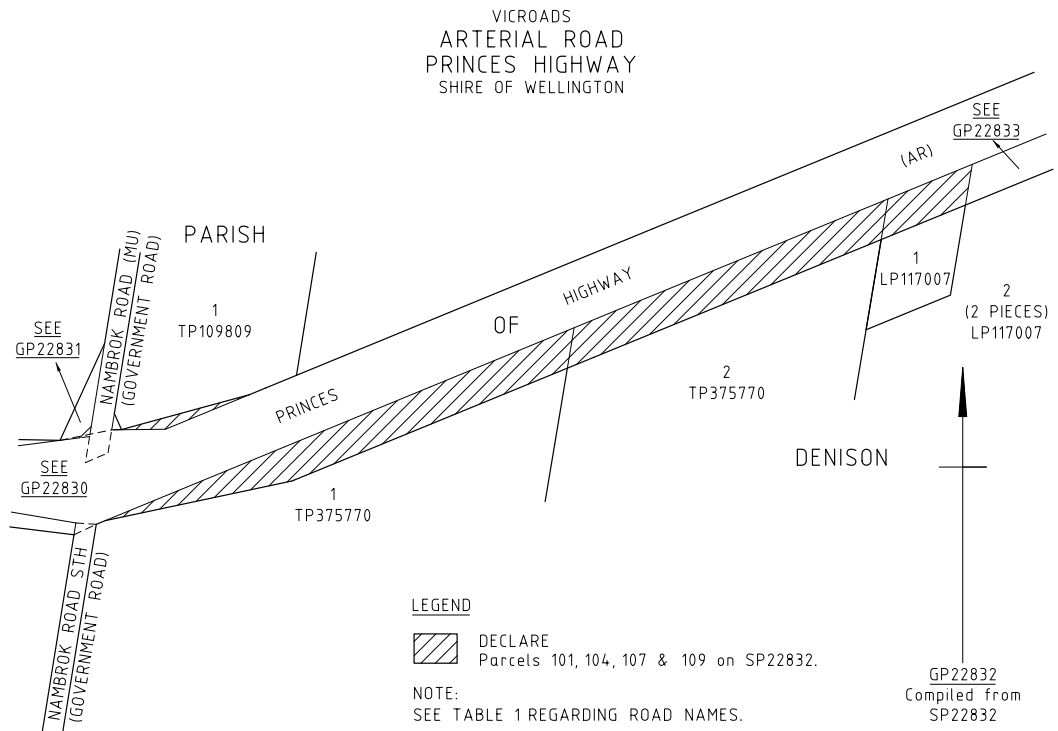 VICROADS
ARTERIAL ROAD
PRINCES HIGHWAY
SHIRE OF WELLINGTON
SEE
GP22833
(AR)
PARISH
NAMBROK ROAD (MU)
(GOVERNMENT ROAD)
1
TP109809
SEE
GP22831
OF
HIGHWAY
PRINCES
1
LP117007
2
(2 PIECES)
LP117007
2
TP375770
DENISON
SEE
GP22830
1
TP375770
NAMBROK ROAD STH
(GOVERNMENT ROAD)
LEGEND
DECLARE
Parcels 101, 104, 107 & 109 on SP22832.
NOTE:
SEE TABLE 1 REGARDING ROAD NAMES.
GP22832
Compiled from
SP22832